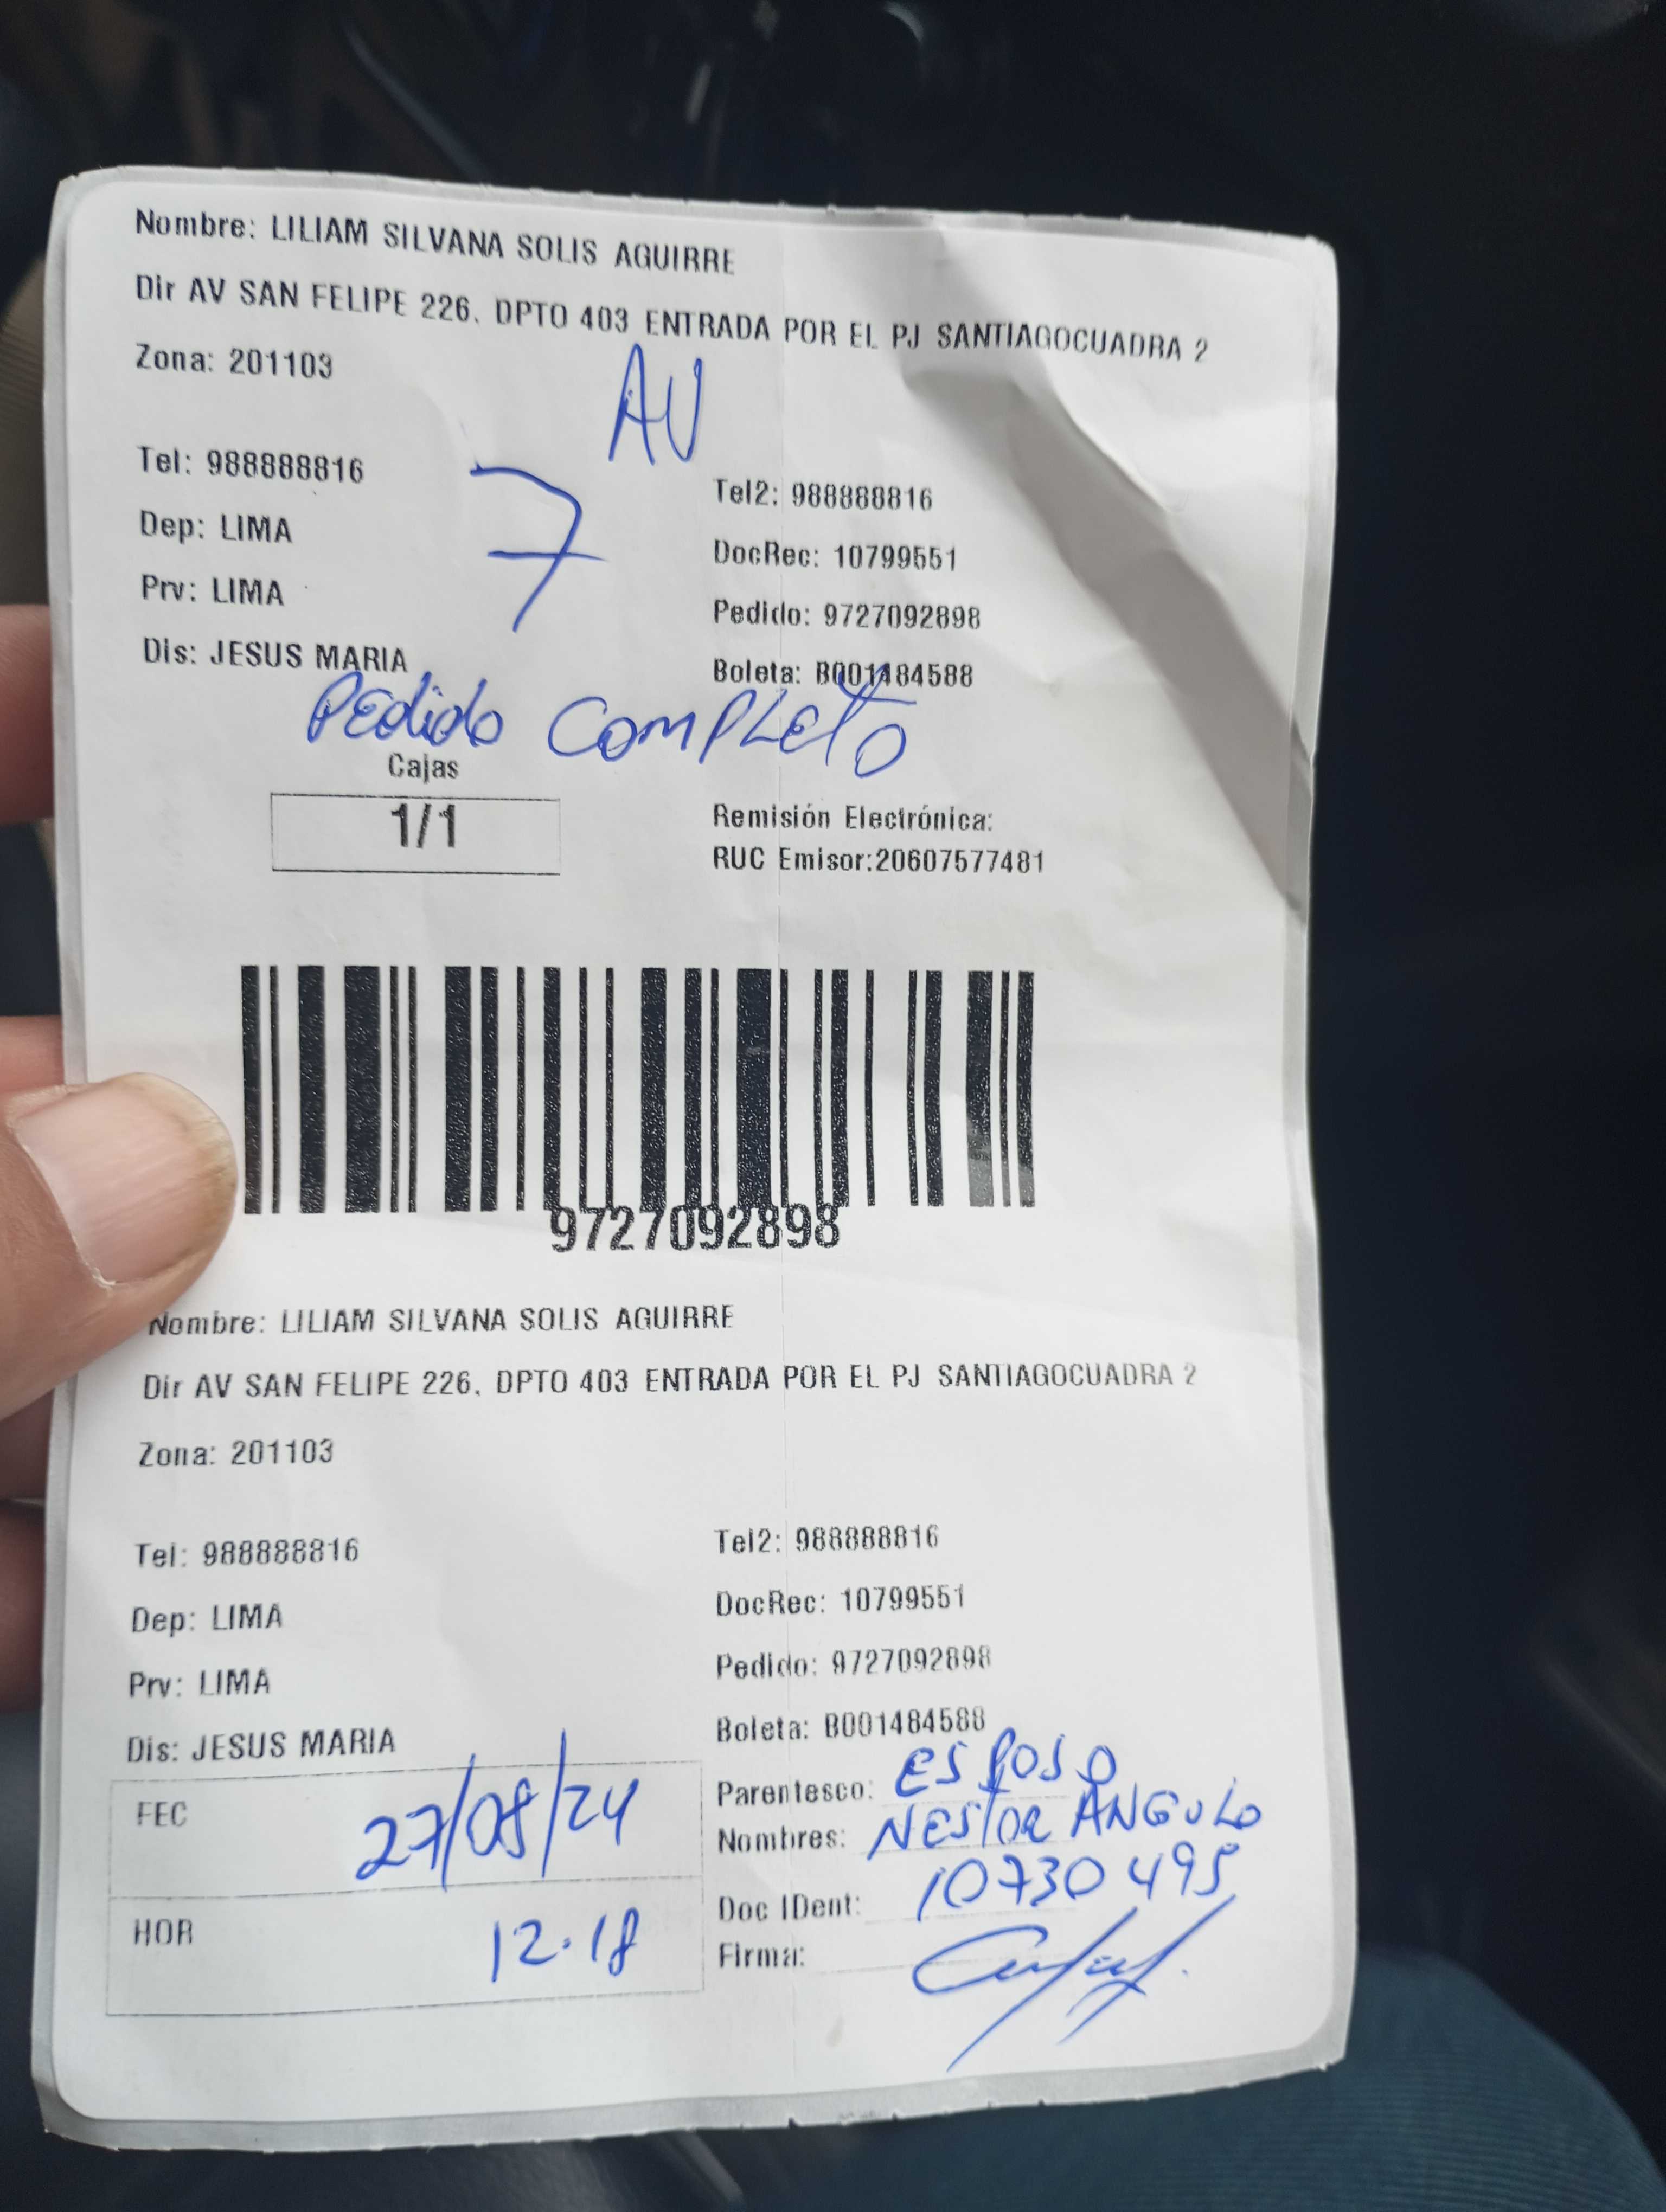 Nombre: LILIAM SILVANA SOLIS AGUIRRE
Dir AV SAN FELIPE 226, DPTO 403 ENTRADA POR EL PJ SANTIAGOCUADRA 2
Zona: 201103
AV
7
Tel: 988888816
Tel2: 988888816
Dep: LIMA
DocRec: 10799551
Prv: LIMA
Pedido: 9727092898
Dis: JESUS MARIA
Boleta: B001484588
PEdido COMPLETO
Cajas
1/1
Remisión Electrónica:
RUC Emisor:20607577481
9727092898
Nombre: LILIAM SILVANA SOLIS AGUIRRE
Dir AV SAN FELIPE 226, DPTO 403 ENTRADA POR EL PJ SANTIAGOCUADRA 2
Zona: 201103
Tel: 988888816
Tel2: 988888816
Dep: LIMA
DocRec: 10799551
Prv: LIMA
Pedido: 9727092898
Dis: JESUS MARIA
Boleta: B001484588
FEC 27/08/24
Parentesco: ESPOSO
Nombres: NESTOR ANGULO
Doc IDent: 10730495
HOR 12.18
Firma: